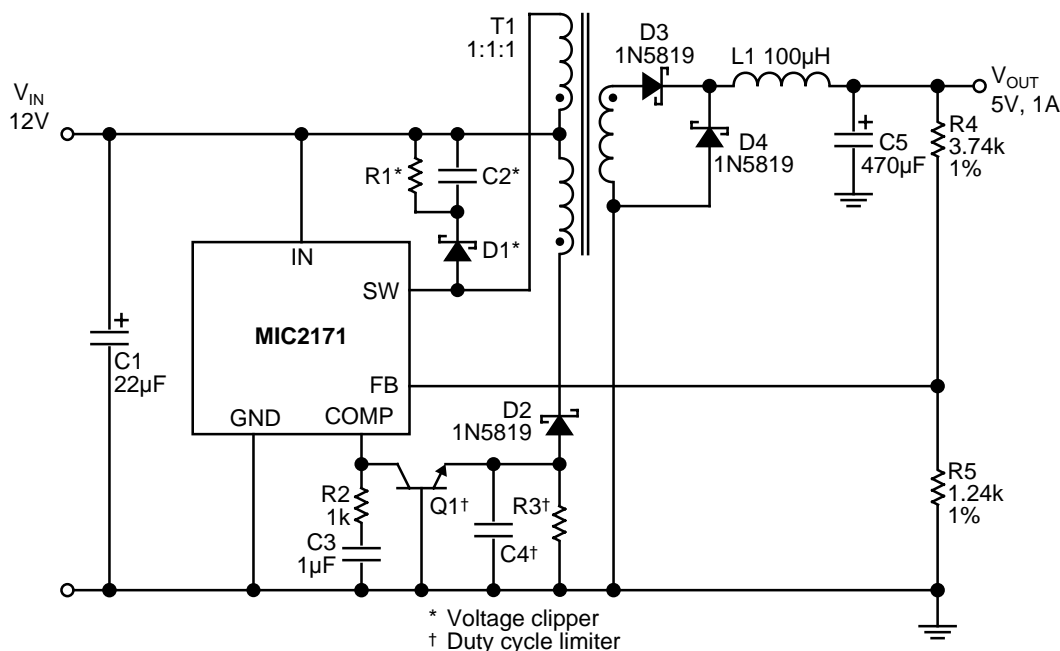 T1
1:1:1
D3
1N5819
L1 100µH
VOUT
5V, 1A
VIN
12V
R4
3.74k
1%
C5
470µF
D4
1N5819
R1*
C2*
D1*
IN
SW
MIC2171
C1
22µF
FB
GND
COMP
D2
1N5819
R2
1k
Q1†
R3†
C4†
R5
1.24k
1%
C3
1µF
* Voltage clipper
† Duty cycle limiter